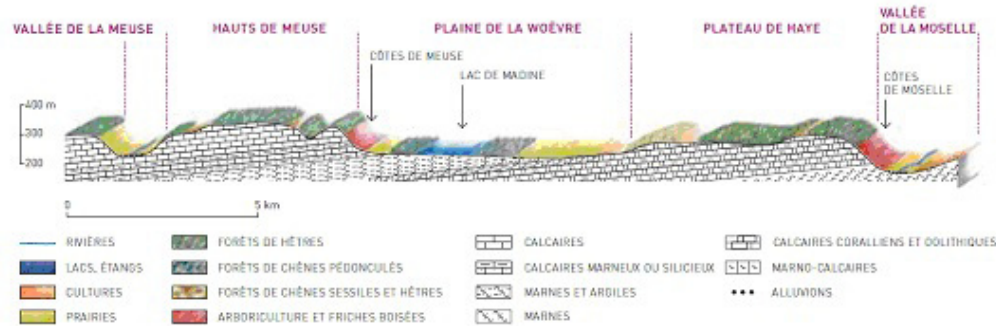 VALLÉE DE LA MEUSE
HAUTS DE MEUSE
PLAINE DE LA WOËVRE
PLATEAU DE HAYE
VALLÉE
DE LA MOSELLE
CÔTES DE MEUSE
LAC DE MADINE
CÔTES
DE MOSELLE
400 m
300
200
0
5 km
RIVIÈRES
LACS, ÉTANGS
CULTURES
PRAIRIES
FORÊTS DE HÊTRES
FORÊTS DE CHÊNES PÉDONCULÉS
FORÊTS DE CHÊNES SESSILES ET HÊTRES
ARBORICULTURE ET FRICHES BOISÉES
CALCAIRES
CALCAIRES MARNEUX OU SILICIEUX
MARNES ET ARGILES
MARNES
CALCAIRES CORALLIENS ET OOLITHIQUES
MARNO-CALCAIRES
ALLUVIONS